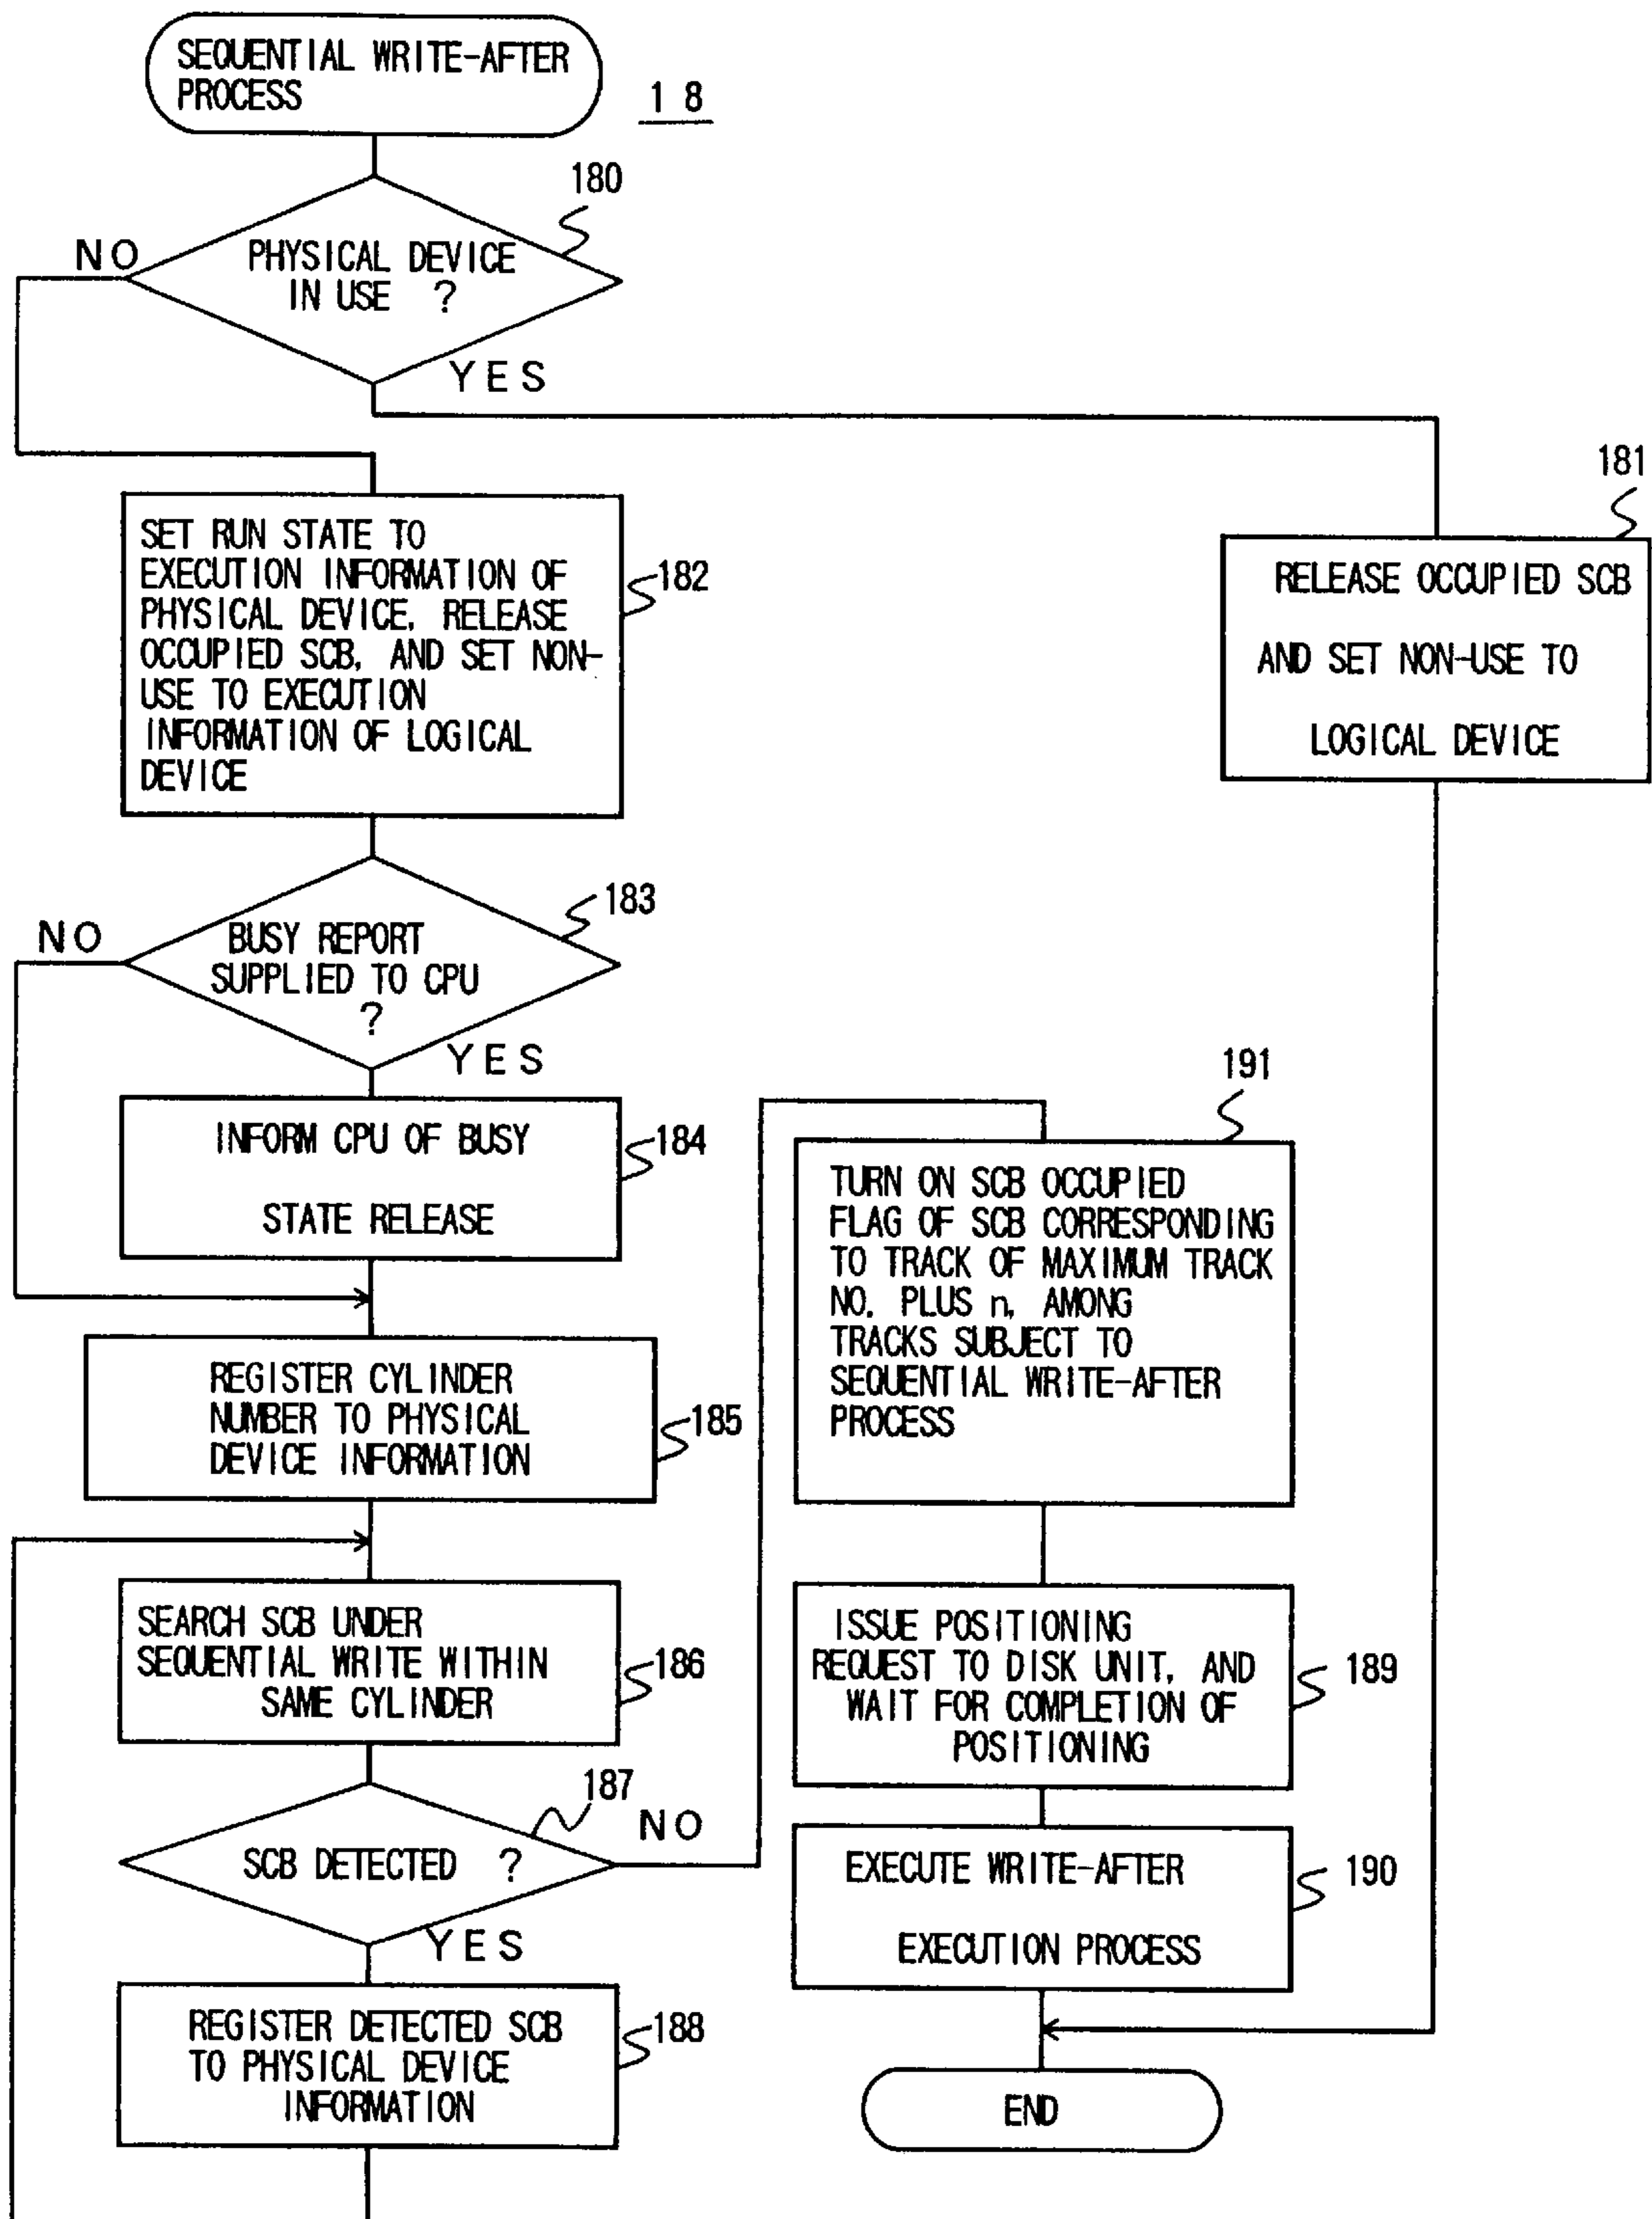 SEQUENTIAL WRITE-AFTER
PROCESS
18
180
NO
PHYSICAL DEVICE
IN USE ?
YES
181
RELEASE OCCUPIED SCB
AND SET NON-USE TO
LOGICAL DEVICE
SET RUN STATE TO
EXECUTION INFORMATION OF
PHYSICAL DEVICE, RELEASE
OCCUPIED SCB, AND SET NON-
USE TO EXECUTION
INFORMATION OF LOGICAL
DEVICE
182
183
NO
BUSY REPORT
SUPPLIED TO CPU
?
YES
INFORM CPU OF BUSY
STATE RELEASE
184
REGISTER CYLINDER
NUMBER TO PHYSICAL
DEVICE INFORMATION
185
SEARCH SCB UNDER
SEQUENTIAL WRITE WITHIN
SAME CYLINDER
186
187
SCB DETECTED ?
NO
YES
REGISTER DETECTED SCB
TO PHYSICAL DEVICE
INFORMATION
188
191
TURN ON SCB OCCUPIED
FLAG OF SCB CORRESPONDING
TO TRACK OF MAXIMUM TRACK
NO. PLUS n, AMONG
TRACKS SUBJECT TO
SEQUENTIAL WRITE-AFTER
PROCESS
ISSUE POSITIONING
REQUEST TO DISK UNIT, AND
WAIT FOR COMPLETION OF
POSITIONING
189
EXECUTE WRITE-AFTER
EXECUTION PROCESS
190
END